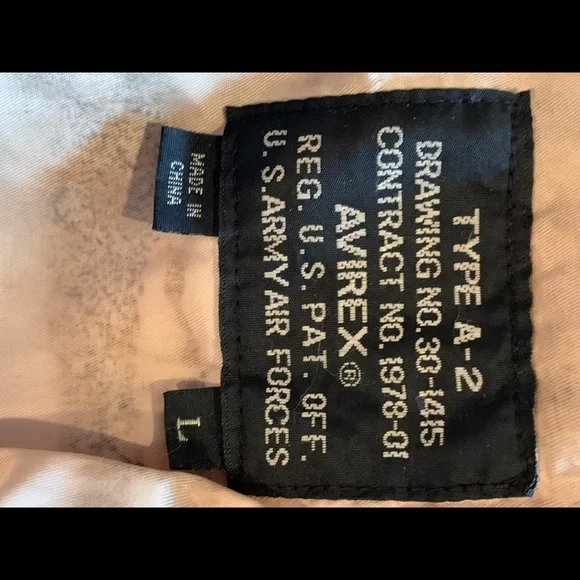 TYPE A-2
DRAWING NO. 30-1415
CONTRACT NO. 1978-01
AVIREX®
REG. U.S. PAT. OFF.
U.S. ARMY AIR FORCES
MADE IN
CHINA
L